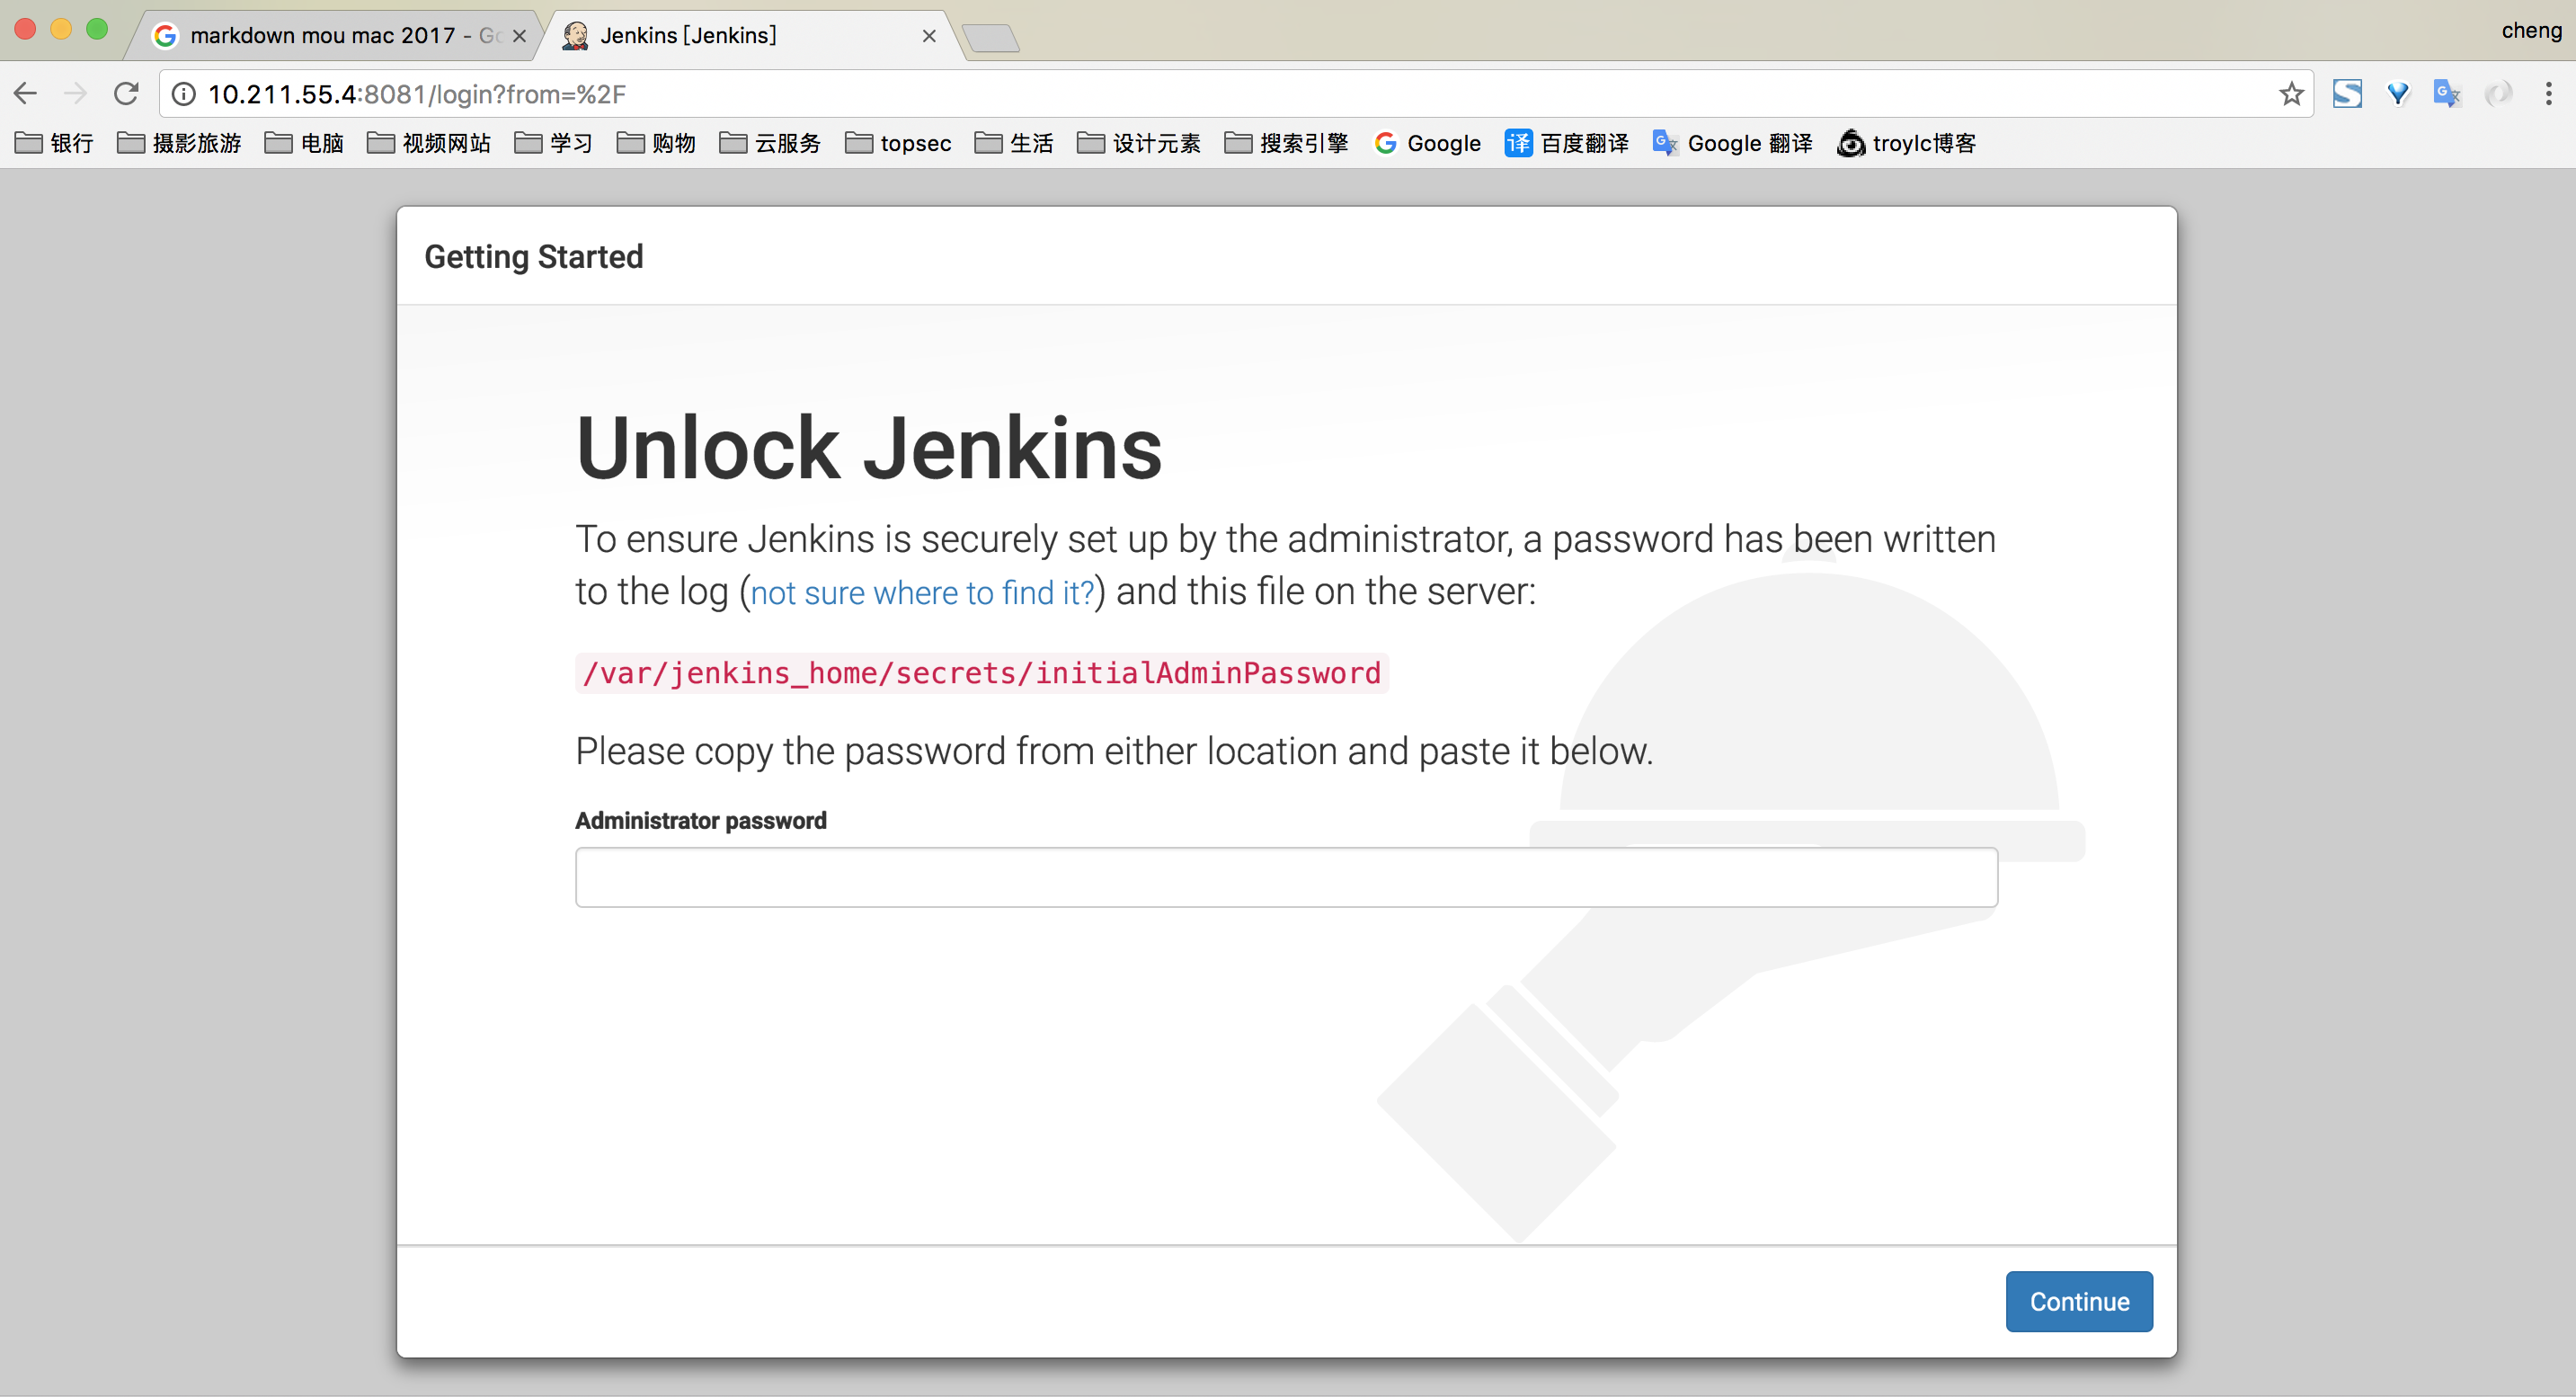 markdown mou mac 2017 - Go
Jenkins [Jenkins]
cheng
10.211.55.4:8081/login?from=%2F
银行 摄影旅游 电脑 视频网站 学习 购物 云服务 topsec 生活 设计元素 搜索引擎 Google 译 百度翻译 Google 翻译 troylc博客
Getting Started
Unlock Jenkins
To ensure Jenkins is securely set up by the administrator, a password has been written
to the log (not sure where to find it?) and this file on the server:
/var/jenkins_home/secrets/initialAdminPassword
Please copy the password from either location and paste it below.
Administrator password
Continue